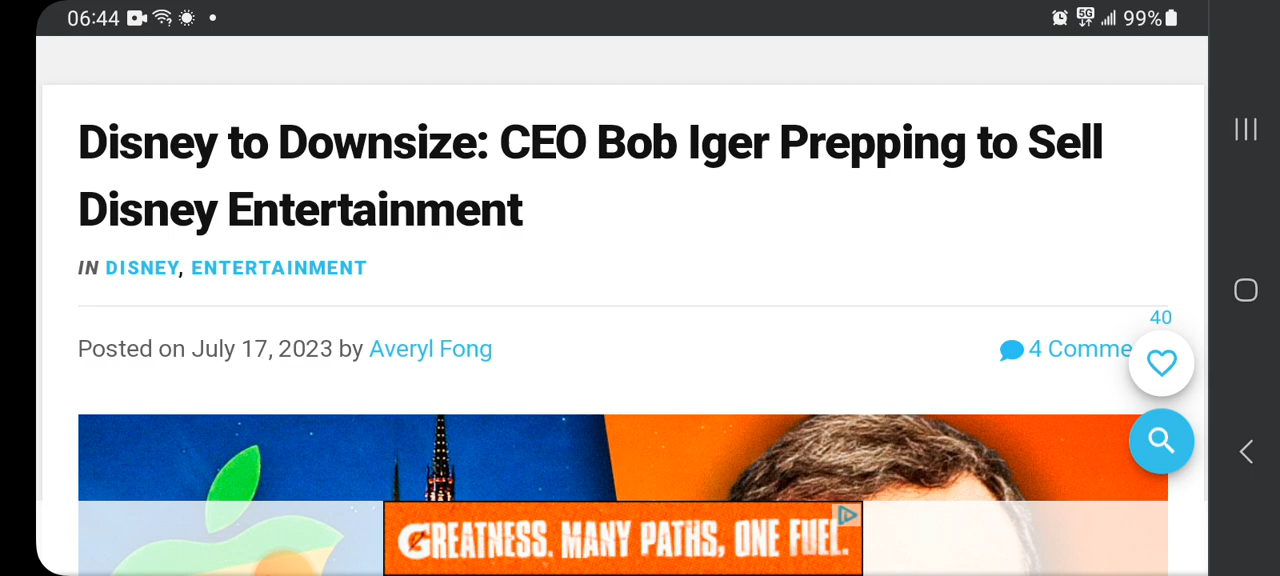 06:44
5G
99%
Disney to Downsize: CEO Bob Iger Prepping to Sell
Disney Entertainment
IN DISNEY, ENTERTAINMENT
40
Posted on July 17, 2023 by Averyl Fong
4 Comme
GREATNESS. MANY PATHS, ONE FUEL.